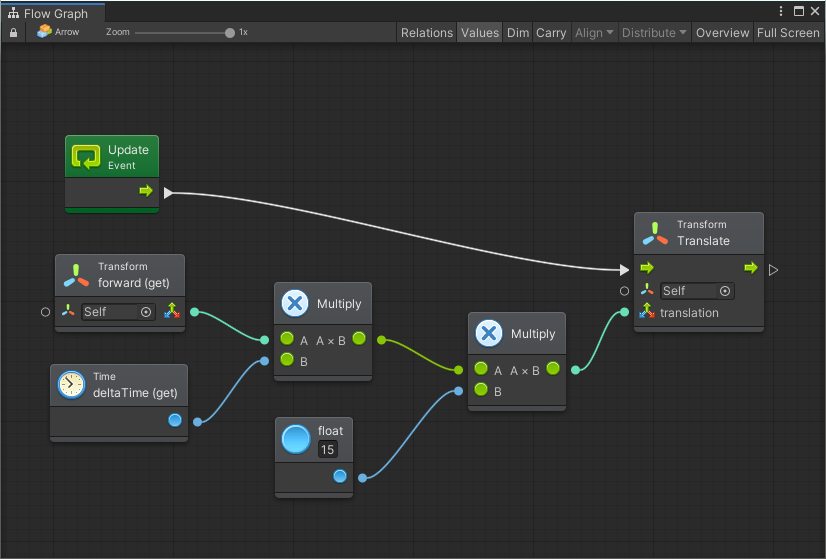 Flow Graph
Arrow Zoom 1x Relations Values Dim Carry Align Distribute Overview Full Screen
Update
Event
Transform
Translate
Self
translation
Transform
forward (get)
Self
Multiply
A A × B
B
Multiply
A A × B
B
Time
deltaTime (get)
float
15